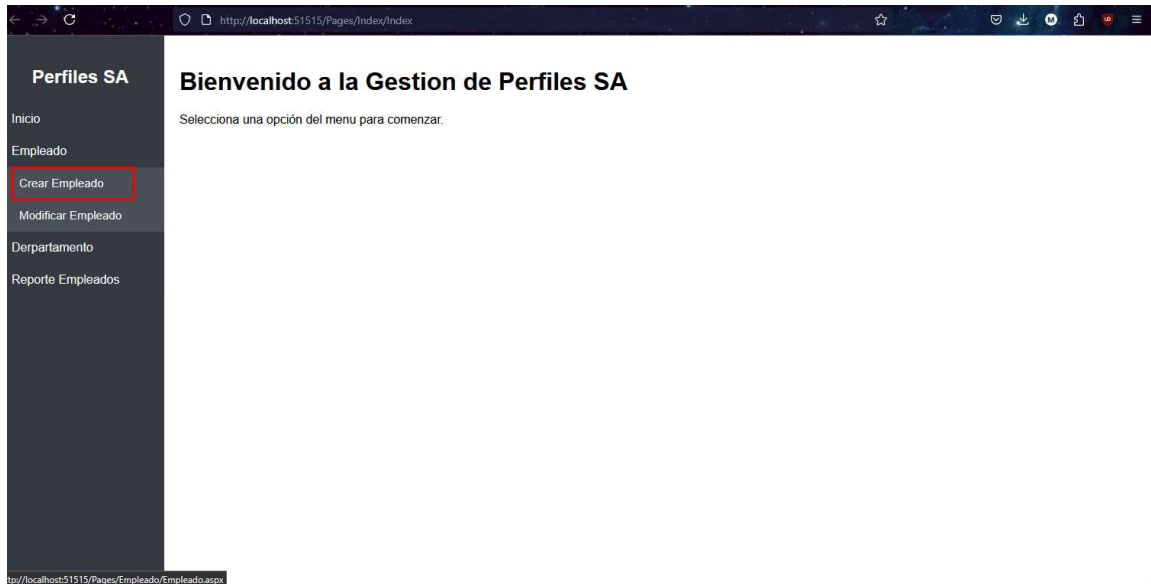 http://localhost:51515/Pages/Index/Index
Perfiles SA
Bienvenido a la Gestion de Perfiles SA
Inicio
Selecciona una opción del menu para comenzar.
Empleado
Crear Empleado
Modificar Empleado
Derpartamento
Reporte Empleados
tp://localhost:51515/Pages/Empleado/Empleado.aspx